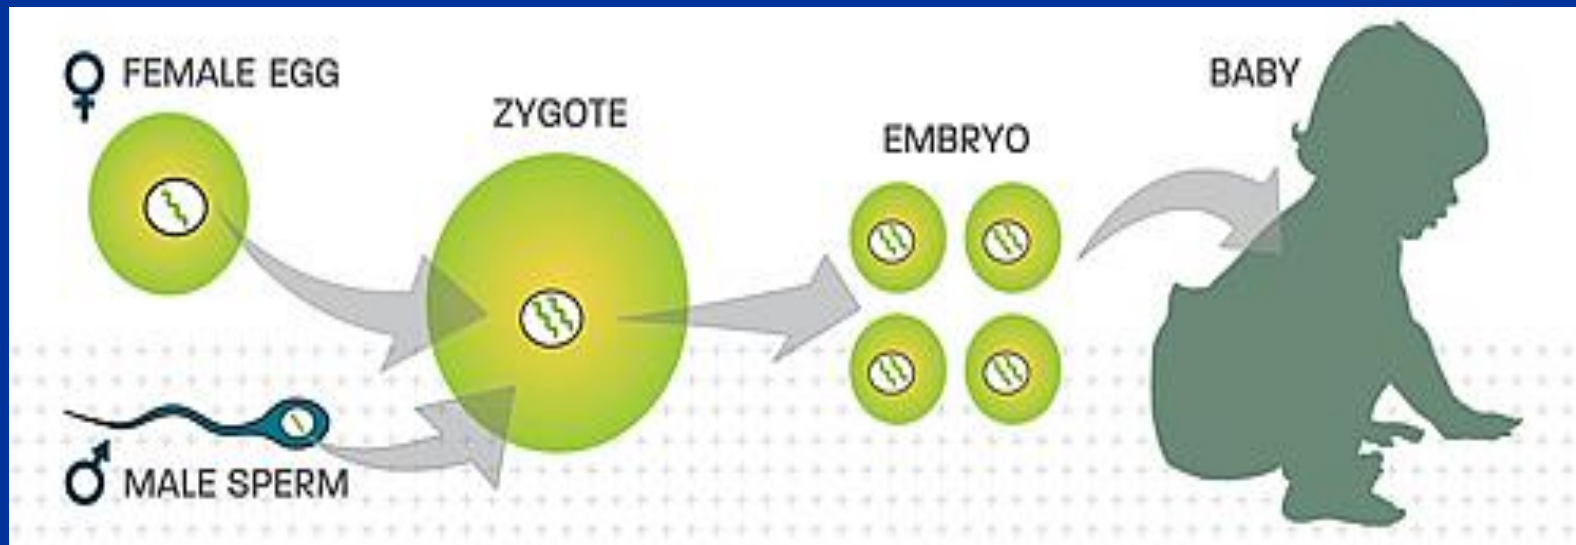 ♀ FEMALE EGG
ZYGOTE
EMBRYO
BABY
♂ MALE SPERM